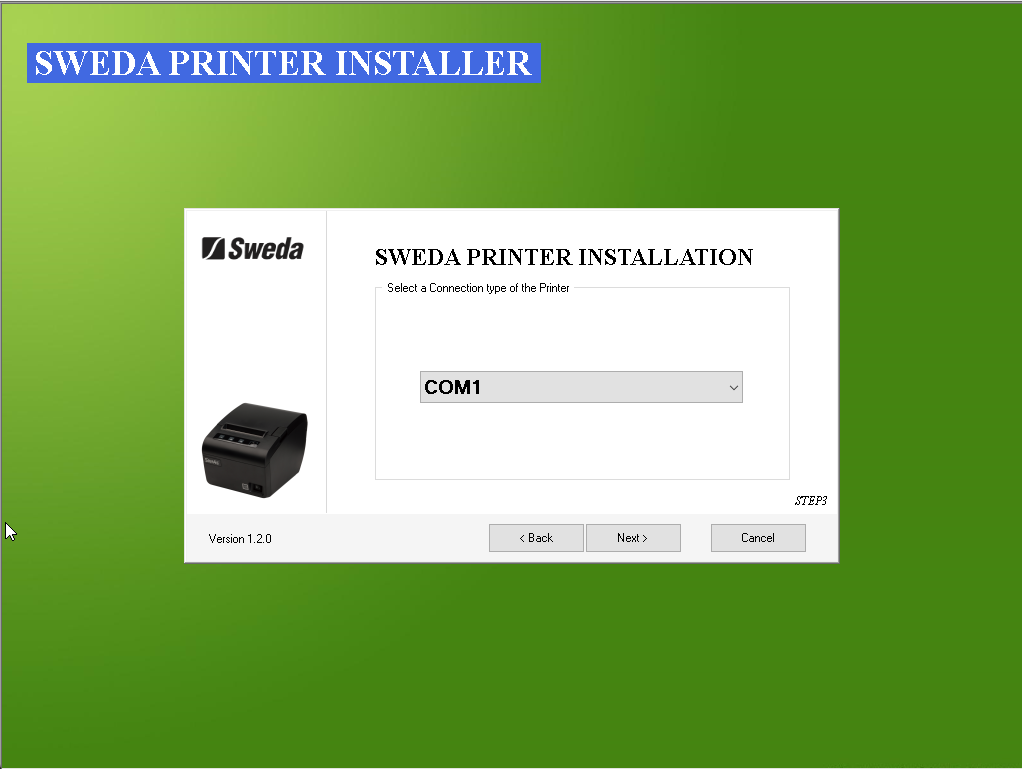 SWEDA PRINTER INSTALLER
Sweda
SWEDA PRINTER INSTALLATION
Select a Connection type of the Printer
COM1
STEP3
Version 1.2.0
< Back
Next >
Cancel